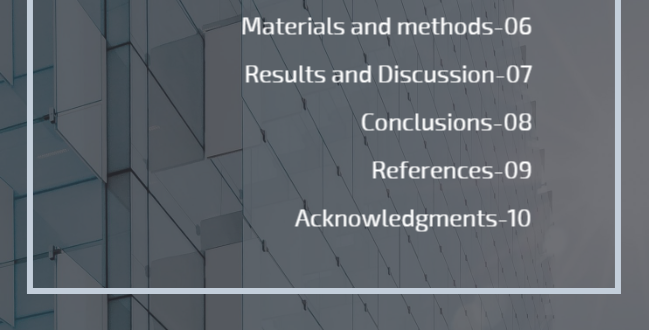 Materials and methods-06
Results and Discussion-07
Conclusions-08
References-09
Acknowledgments-10